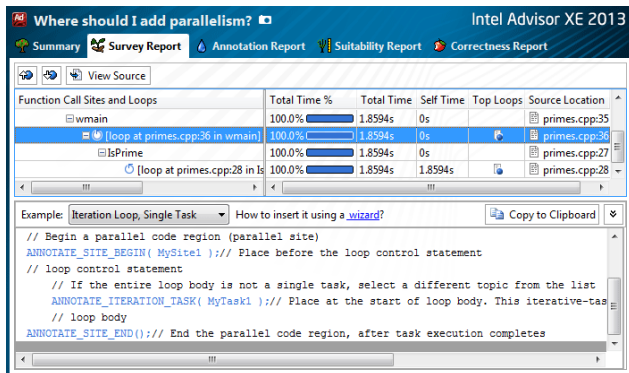 Where should I add parallelism? Intel Advisor XE 2013
Summary Survey Report Annotation Report Suitability Report Correctness Report
View Source
Function Call Sites and Loops Total Time % Total Time Self Time Top Loops Source Location
wmain 100.0% 1.8594s 0s primes.cpp:35
[loop at primes.cpp:36 in wmain] 100.0% 1.8594s 0s primes.cpp:36
IsPrime 100.0% 1.8594s 0s primes.cpp:27
[loop at primes.cpp:28 in Is 100.0% 1.8594s 1.8594s primes.cpp:28
Example: Iteration Loop, Single Task How to insert it using a wizard? Copy to Clipboard
// Begin a parallel code region (parallel site)
ANNOTATE_SITE_BEGIN( MySite1 );// Place before the loop control statement
// loop control statement
// If the entire loop body is not a single task, select a different topic from the list
ANNOTATE_ITERATION_TASK( MyTask1 );// Place at the start of loop body. This iterative-tas
// loop body
ANNOTATE_SITE_END();// End the parallel code region, after task execution completes